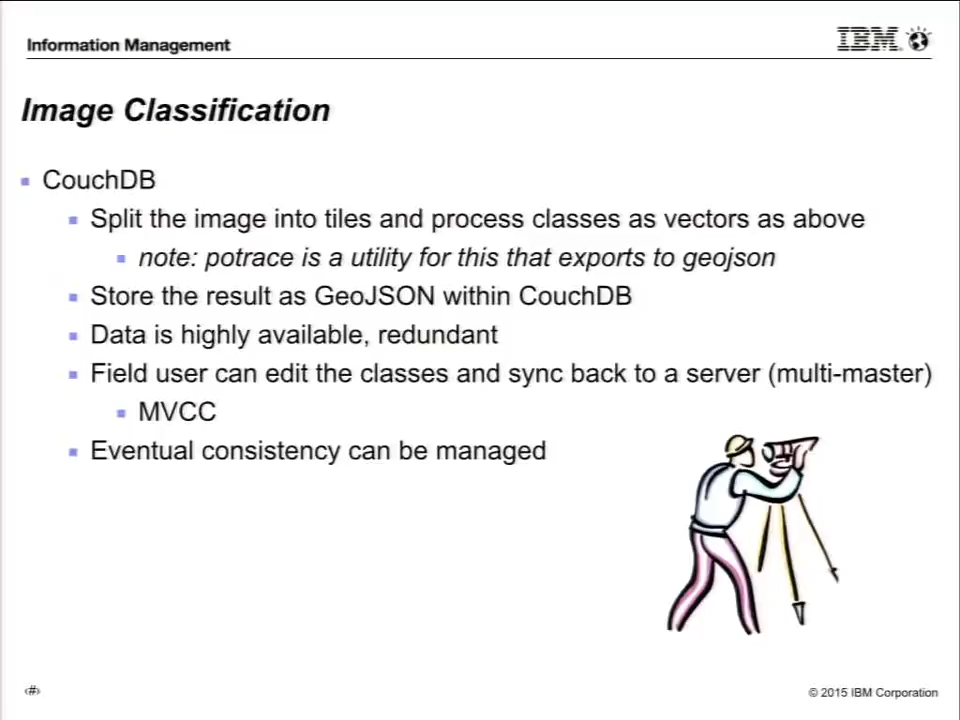 Information Management
IBM
Image Classification
CouchDB
Split the image into tiles and process classes as vectors as above
note: potrace is a utility for this that exports to geojson
Store the result as GeoJSON within CouchDB
Data is highly available, redundant
Field user can edit the classes and sync back to a server (multi-master)
MVCC
Eventual consistency can be managed
‹#›
© 2015 IBM Corporation